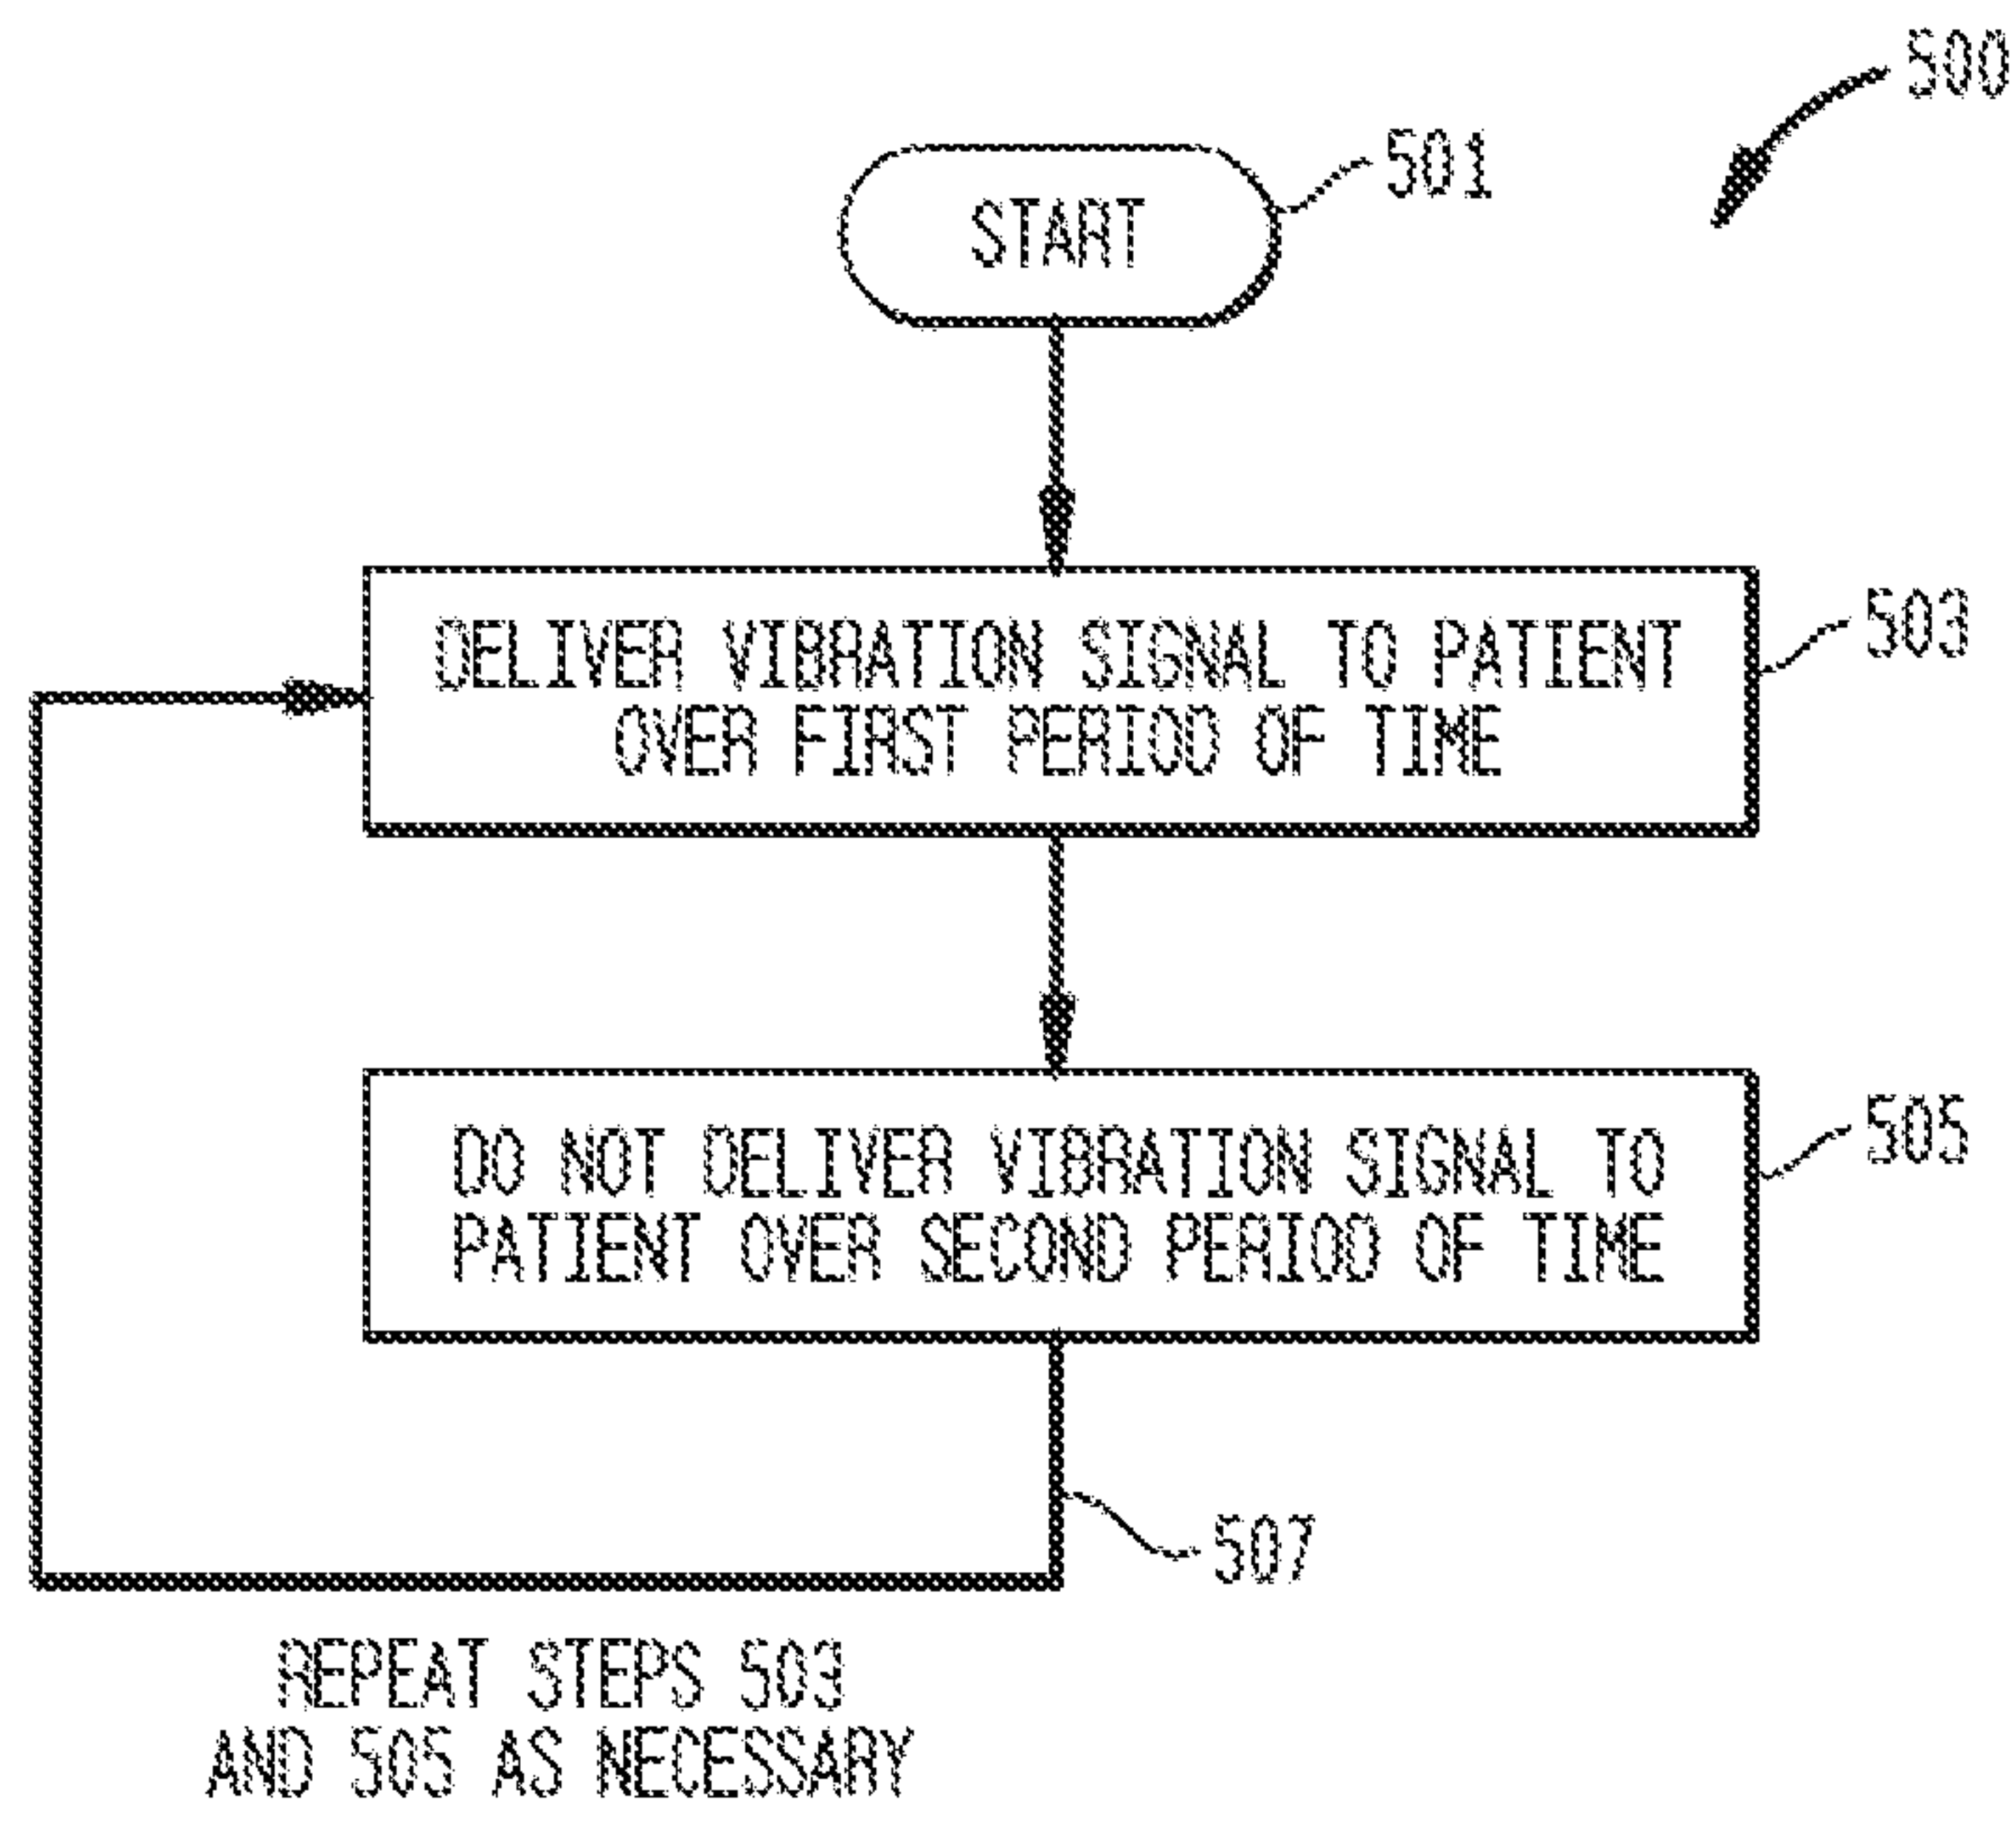 500
501
START
503
DELIVER VIBRATION SIGNAL TO PATIENT
OVER FIRST PERIOD OF TIME
505
DO NOT DELIVER VIBRATION SIGNAL TO
PATIENT OVER SECOND PERIOD OF TIME
507
REPEAT STEPS 503
AND 505 AS NECESSARY